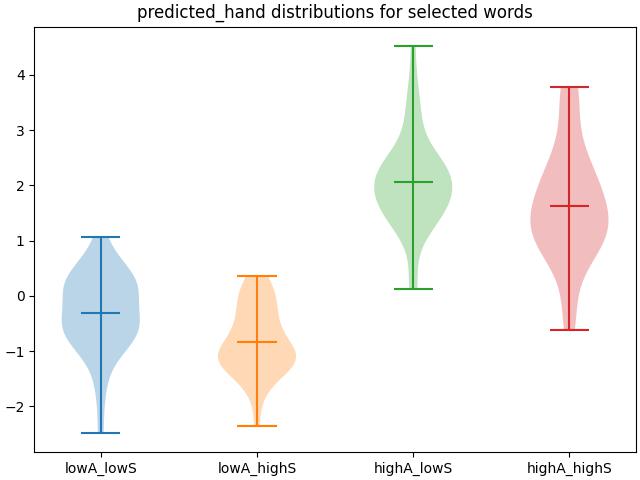 predicted_hand distributions for selected words
4
3
2
1
0
−1
−2
lowA_lowS
lowA_highS
highA_lowS
highA_highS